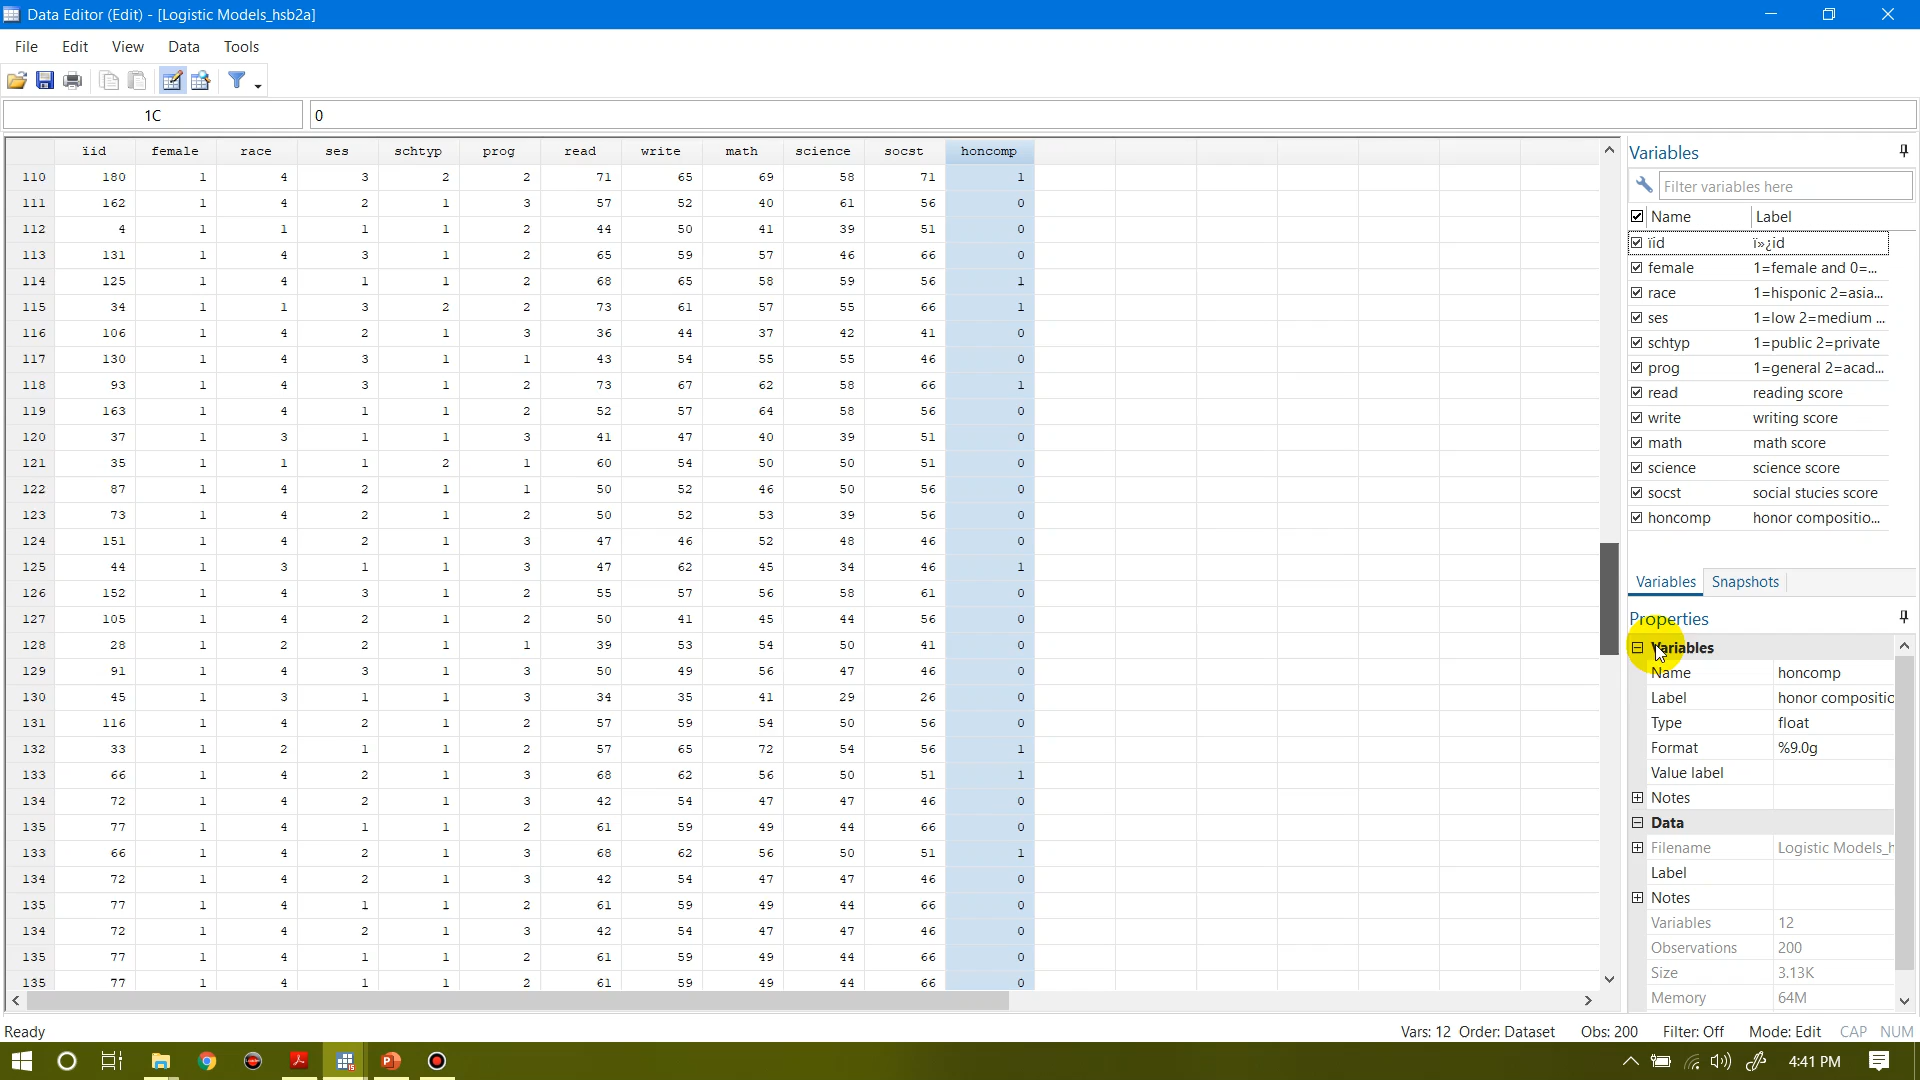 Data Editor (Edit) - [Logistic Models_hsb2a]
File Edit View Data Tools
1C 0
ïid female race ses schtyp prog read write math science socst honcomp
110 180 1 4 3 2 2 71 65 69 58 71 1
111 162 1 4 2 1 3 57 52 40 61 56 0
112 4 1 1 1 1 2 44 50 41 39 51 0
113 131 1 4 3 1 2 65 59 57 46 66 0
114 125 1 4 1 1 2 68 65 58 59 56 1
115 34 1 1 3 2 2 73 61 57 55 66 1
116 106 1 4 2 1 3 36 44 37 42 41 0
117 130 1 4 3 1 1 43 54 55 55 46 0
118 93 1 4 3 1 2 73 67 62 58 66 1
119 163 1 4 1 1 2 52 57 64 58 56 0
120 37 1 3 1 1 3 41 47 40 39 51 0
121 35 1 1 1 2 1 60 54 50 50 51 0
122 87 1 4 2 1 1 50 52 46 50 56 0
123 73 1 4 2 1 2 50 52 53 39 56 0
124 151 1 4 2 1 3 47 46 52 48 46 0
125 44 1 3 1 1 3 47 62 45 34 46 1
126 152 1 4 3 1 2 55 57 56 58 61 0
127 105 1 4 2 1 2 50 41 45 44 56 0
128 28 1 2 2 1 1 39 53 54 50 41 0
129 91 1 4 3 1 3 50 49 56 47 46 0
130 45 1 3 1 1 3 34 35 41 29 26 0
131 116 1 4 2 1 2 57 59 54 50 56 0
132 33 1 2 1 1 2 57 65 72 54 56 1
133 66 1 4 2 1 3 68 62 56 50 51 1
134 72 1 4 2 1 3 42 54 47 47 46 0
135 77 1 4 1 1 2 61 59 49 44 66 0
133 66 1 4 2 1 3 68 62 56 50 51 1
134 72 1 4 2 1 3 42 54 47 47 46 0
135 77 1 4 1 1 2 61 59 49 44 66 0
134 72 1 4 2 1 3 42 54 47 47 46 0
135 77 1 4 1 1 2 61 59 49 44 66 0
135 77 1 4 1 1 2 61 59 49 44 66 0
Variables
Filter variables here
Name Label
ïid ï»¿id
female 1=female and 0=...
race 1=hisponic 2=asia...
ses 1=low 2=medium ...
schtyp 1=public 2=private
prog 1=general 2=acad...
read reading score
write writing score
math math score
science science score
socst social stucies score
honcomp honor compositio...
Variables Snapshots
Properties
Variables
Name honcomp
Label honor compositic
Type float
Format %9.0g
Value label
Notes
Data
Filename Logistic Models_h
Label
Notes
Variables 12
Observations 200
Size 3.13K
Memory 64M
Ready Vars: 12 Order: Dataset Obs: 200 Filter: Off Mode: Edit CAP NUM
4:41 PM